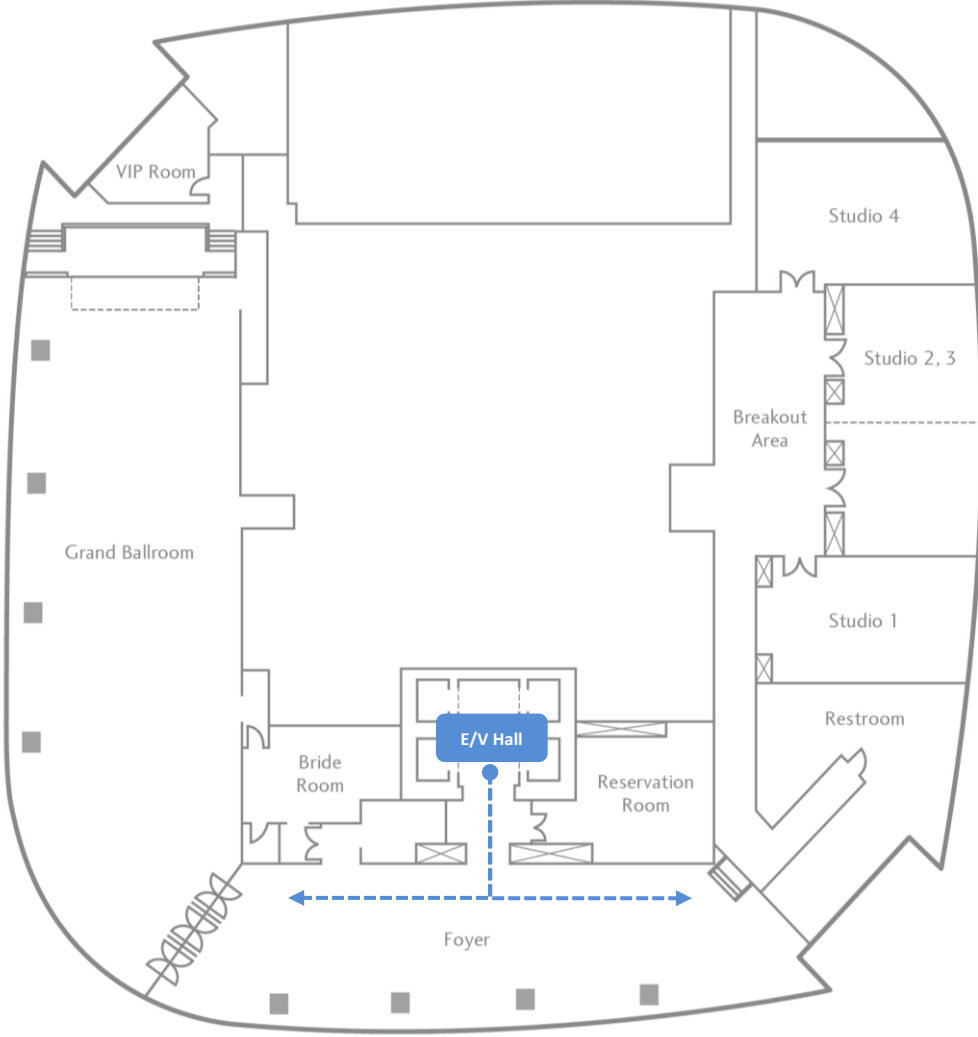 VIP Room
Studio 4
Studio 2, 3
Breakout
Area
Grand Ballroom
Studio 1
Restroom
E/V Hall
Bride
Room
Reservation
Room
Foyer